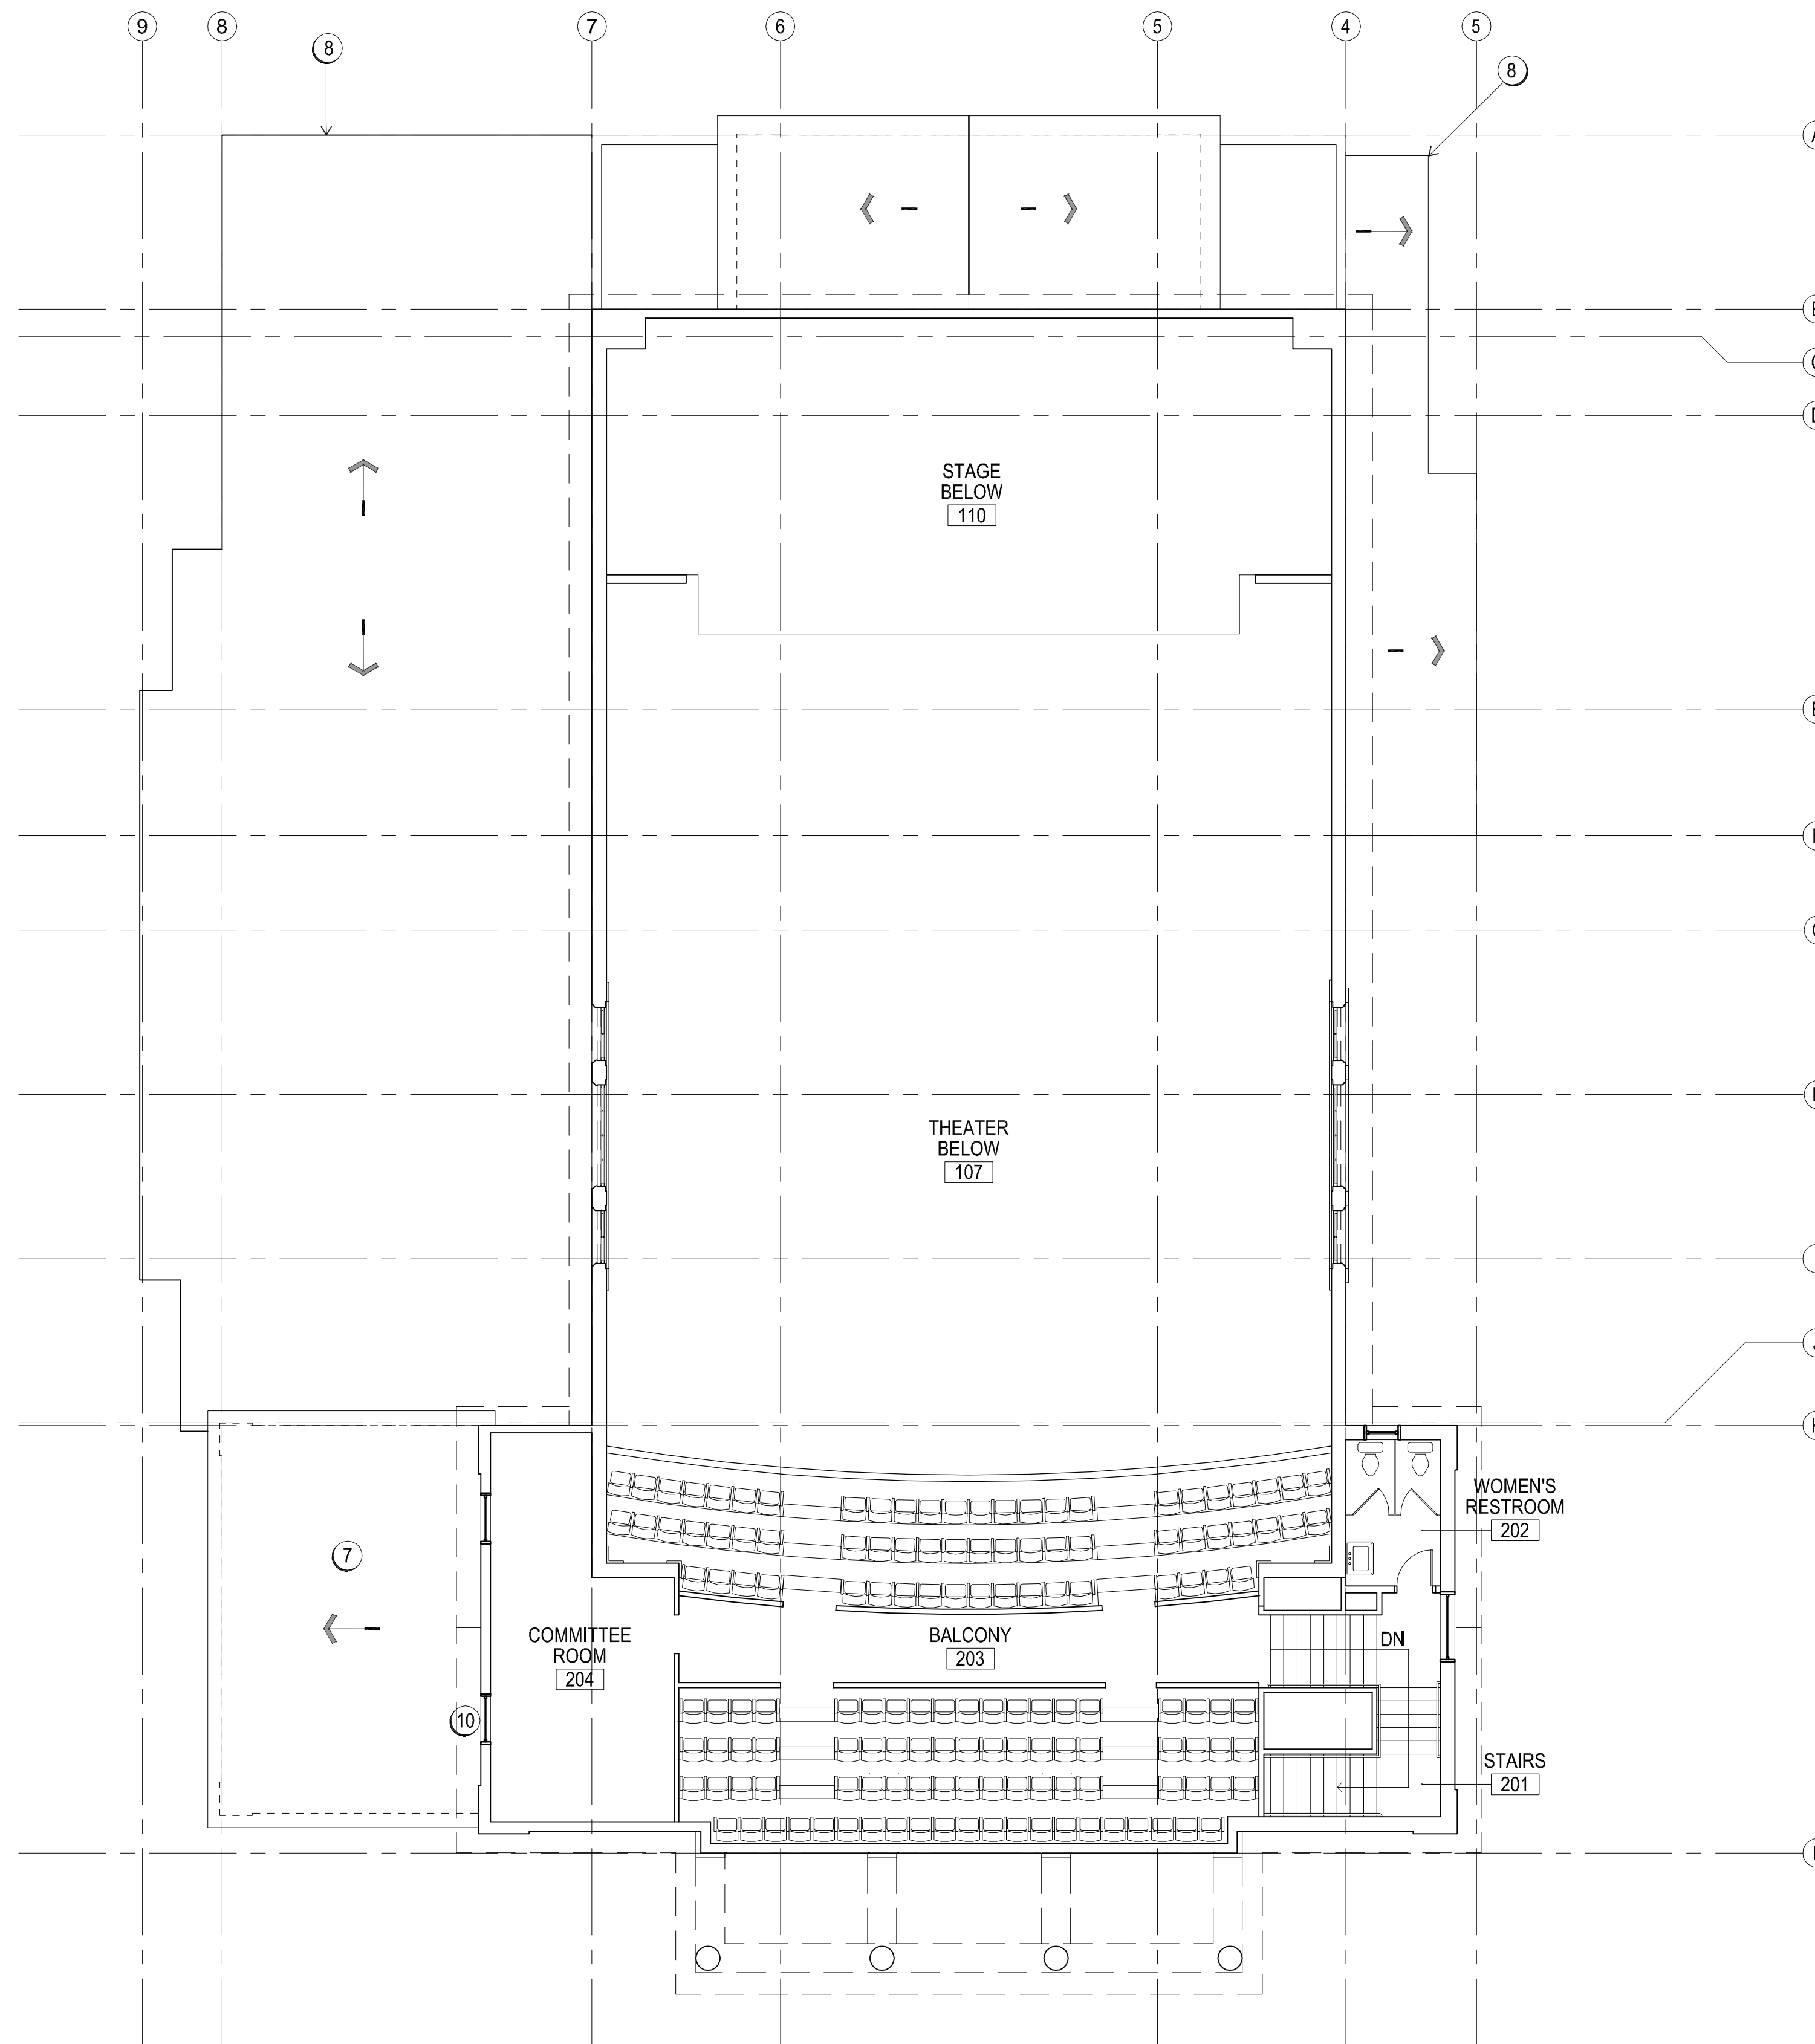 9
8
7
6
5
4
5
8
8
A
D
STAGE
BELOW
110
THEATER
BELOW
107
J
K
WOMEN'S
RESTROOM
202
7
COMMITTEE
ROOM
204
BALCONY
203
DN
10
STAIRS
201